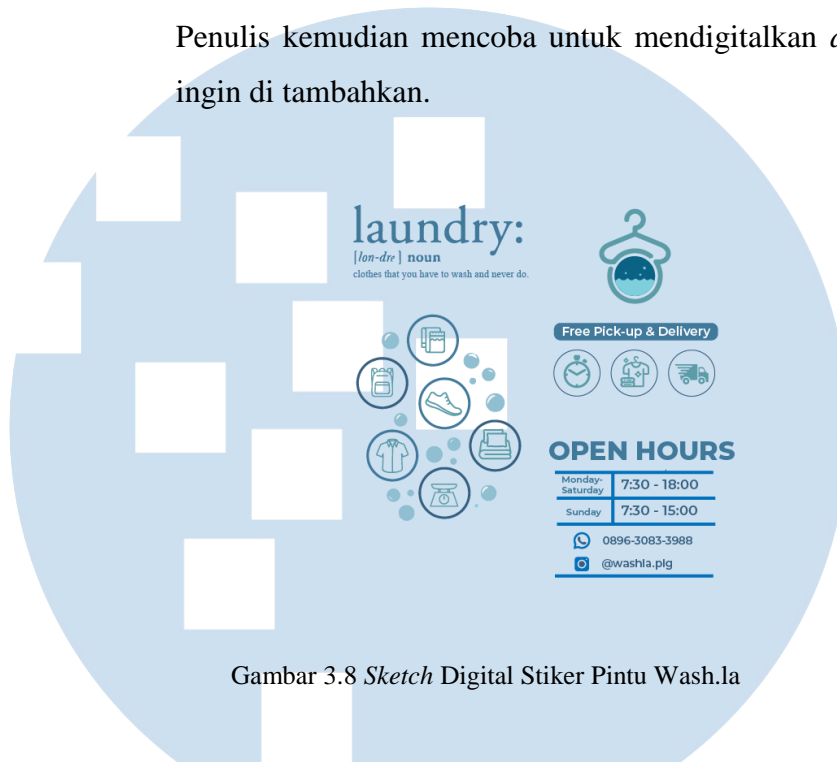 Penulis kemudian mencoba untuk mendigitalkan
ingin di tambahkan.
laundry:
[lon-dre] noun
clothes that you have to wash and never do.
Free Pick-up & Delivery
OPEN HOURS
Monday-Saturday 7:30 - 18:00
Sunday 7:30 - 15:00
0896-3083-3988
@washla.plg
Gambar 3.8 Sketch Digital Stiker Pintu Wash.la